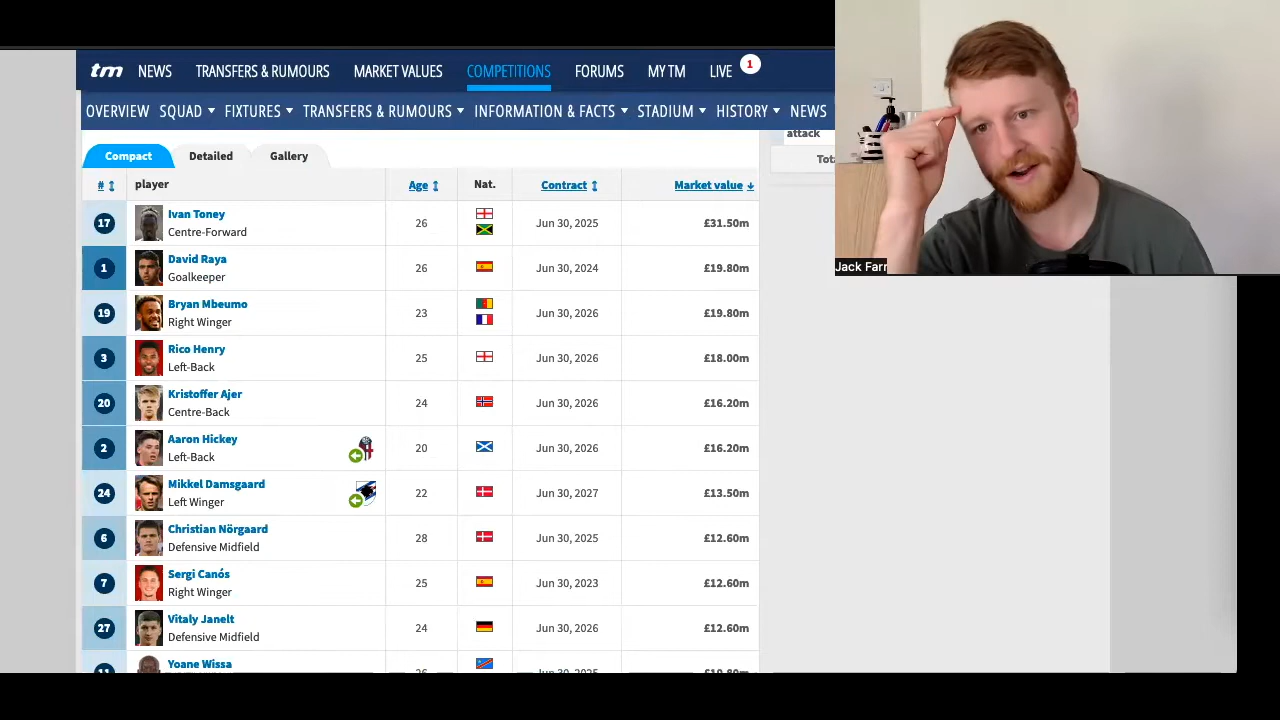 tm NEWS TRANSFERS & RUMOURS MARKET VALUES COMPETITIONS FORUMS MY TM LIVE 1
OVERVIEW SQUAD FIXTURES TRANSFERS & RUMOURS INFORMATION & FACTS STADIUM HISTORY NEWS
attack
Compact Detailed Gallery
# player Age Nat. Contract Market value
17 Ivan Toney 26 Jun 30, 2025 £31.50m
Centre-Forward
1 David Raya 26 Jun 30, 2024 £19.80m
Goalkeeper
19 Bryan Mbeumo 23 Jun 30, 2026 £19.80m
Right Winger
3 Rico Henry 25 Jun 30, 2026 £18.00m
Left-Back
20 Kristoffer Ajer 24 Jun 30, 2026 £16.20m
Centre-Back
2 Aaron Hickey 20 Jun 30, 2026 £16.20m
Left-Back
24 Mikkel Damsgaard 22 Jun 30, 2027 £13.50m
Left Winger
6 Christian Nörgaard 28 Jun 30, 2025 £12.60m
Defensive Midfield
7 Sergi Canós 25 Jun 30, 2023 £12.60m
Right Winger
27 Vitaly Janelt 24 Jun 30, 2026 £12.60m
Defensive Midfield
Yoane Wissa
Jack Farr